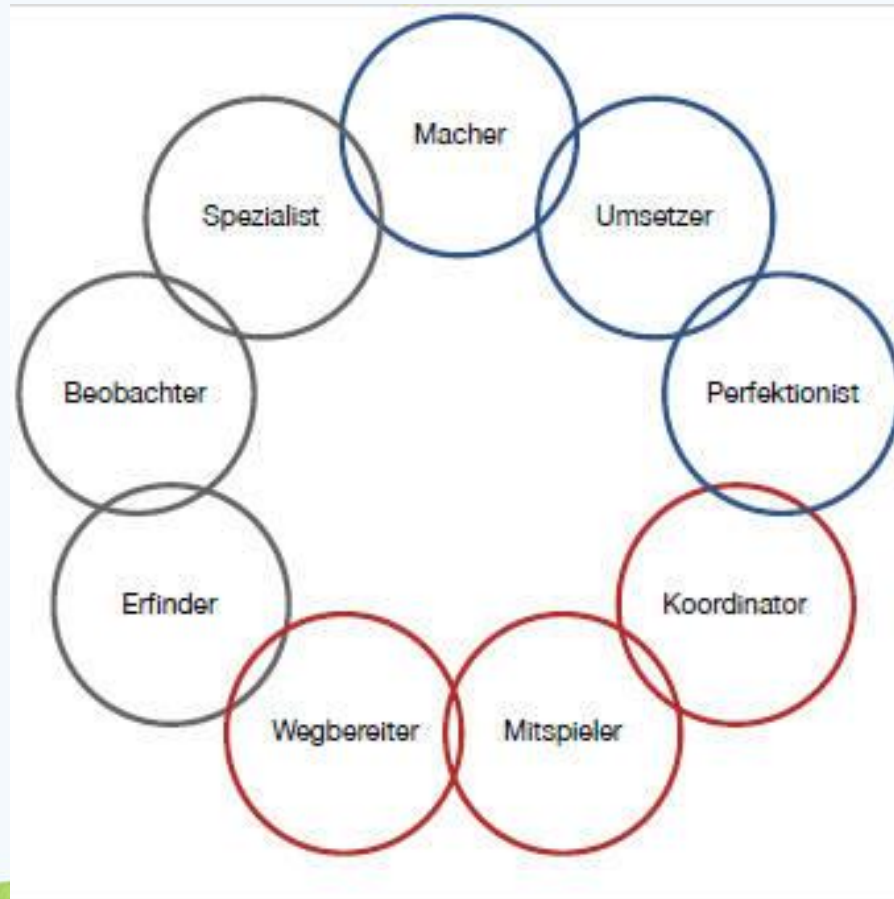 Macher
Spezialist
Umsetzer
Beobachter
Perfektionist
Erfinder
Koordinator
Wegbereiter
Mitspieler